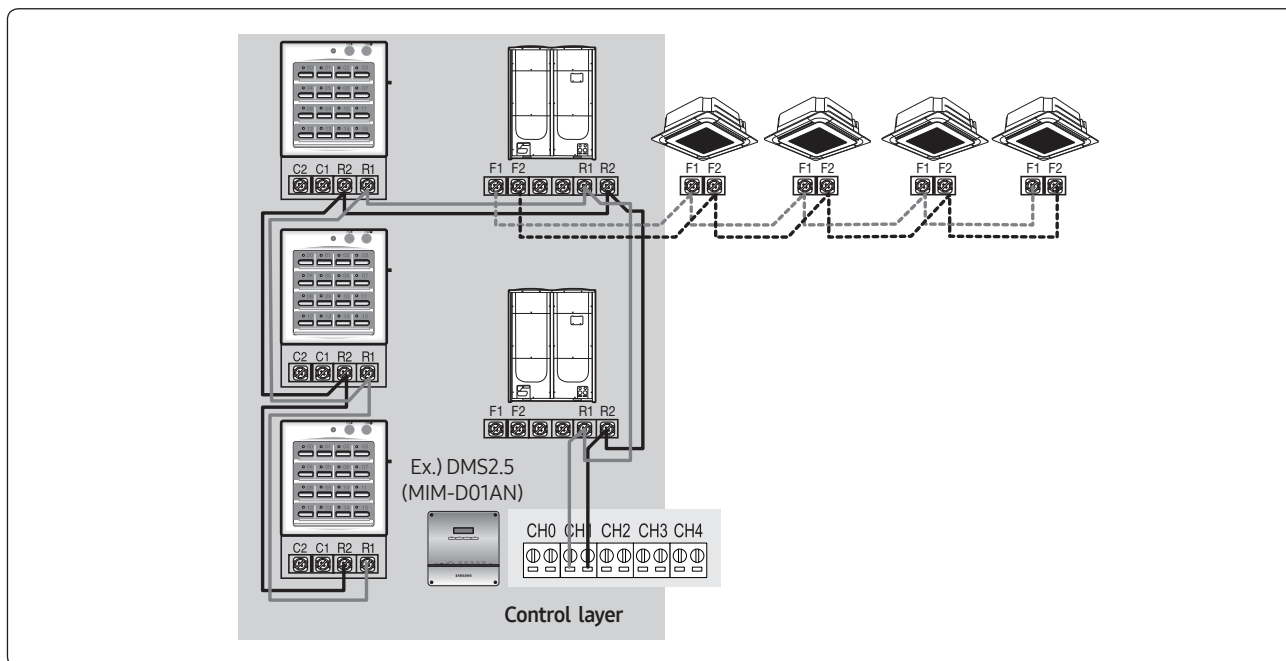 C2 C1 R2 R1
F1 F2 R1 R2
F1 F2
F1 F2
F1 F2
F1 F2
C2 C1 R2 R1
F1 F2 R1 R2
C2 C1 R2 R1
Ex.) DMS2.5
(MIM-D01AN)
SAMSUNG
CH0 CH1 CH2 CH3 CH4
Control layer